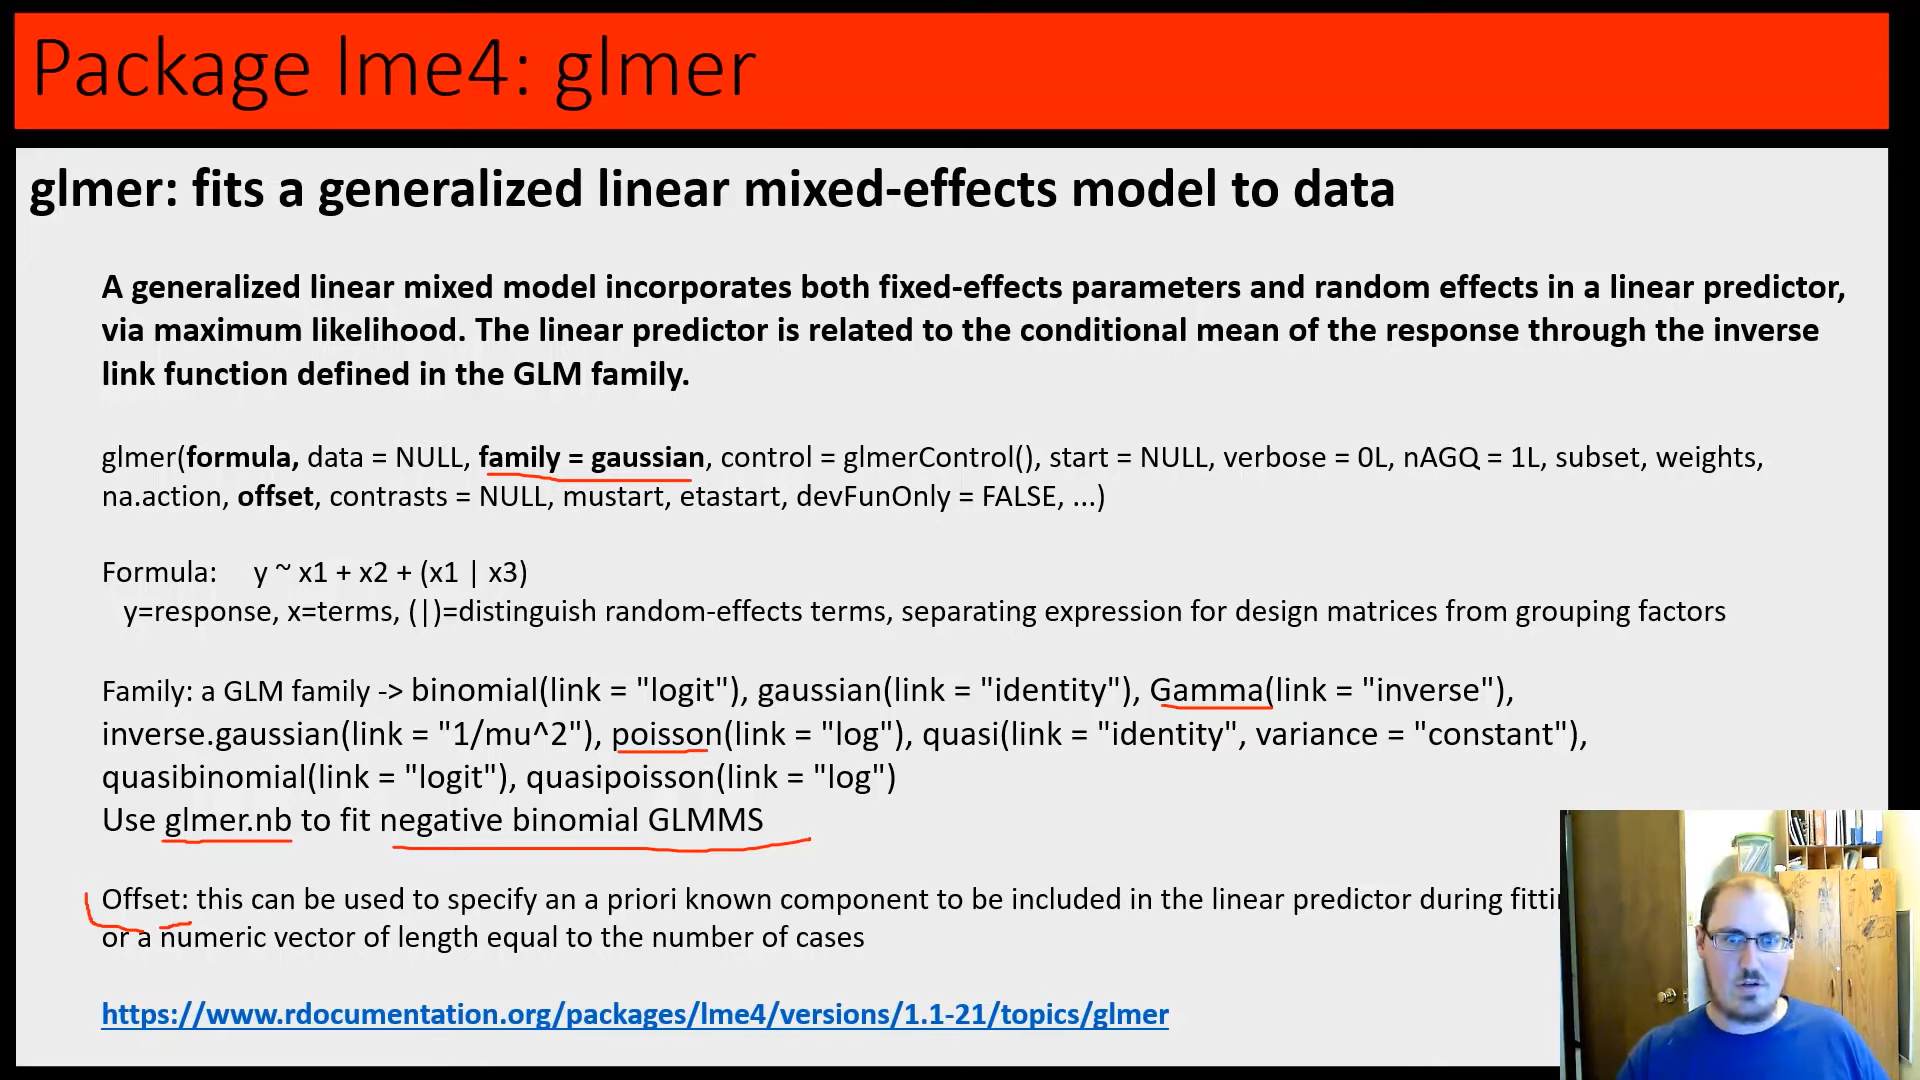 Package lme4: glmer
glmer: fits a generalized linear mixed-effects model to data
A generalized linear mixed model incorporates both fixed-effects parameters and random effects in a linear predictor,
via maximum likelihood. The linear predictor is related to the conditional mean of the response through the inverse
link function defined in the GLM family.
glmer(formula, data = NULL, family = gaussian, control = glmerControl(), start = NULL, verbose = 0L, nAGQ = 1L, subset, weights,
na.action, offset, contrasts = NULL, mustart, etastart, devFunOnly = FALSE, ...)
Formula: y ~ x1 + x2 + (x1 | x3)
y=response, x=terms, (|)=distinguish random-effects terms, separating expression for design matrices from grouping factors
Family: a GLM family -> binomial(link = "logit"), gaussian(link = "identity"), Gamma(link = "inverse"),
inverse.gaussian(link = "1/mu^2"), poisson(link = "log"), quasi(link = "identity", variance = "constant"),
quasibinomial(link = "logit"), quasipoisson(link = "log")
Use glmer.nb to fit negative binomial GLMMS
Offset: this can be used to specify an a priori known component to be included in the linear predictor during
or a numeric vector of length equal to the number of cases
https://www.rdocumentation.org/packages/lme4/versions/1.1-21/topics/glmer